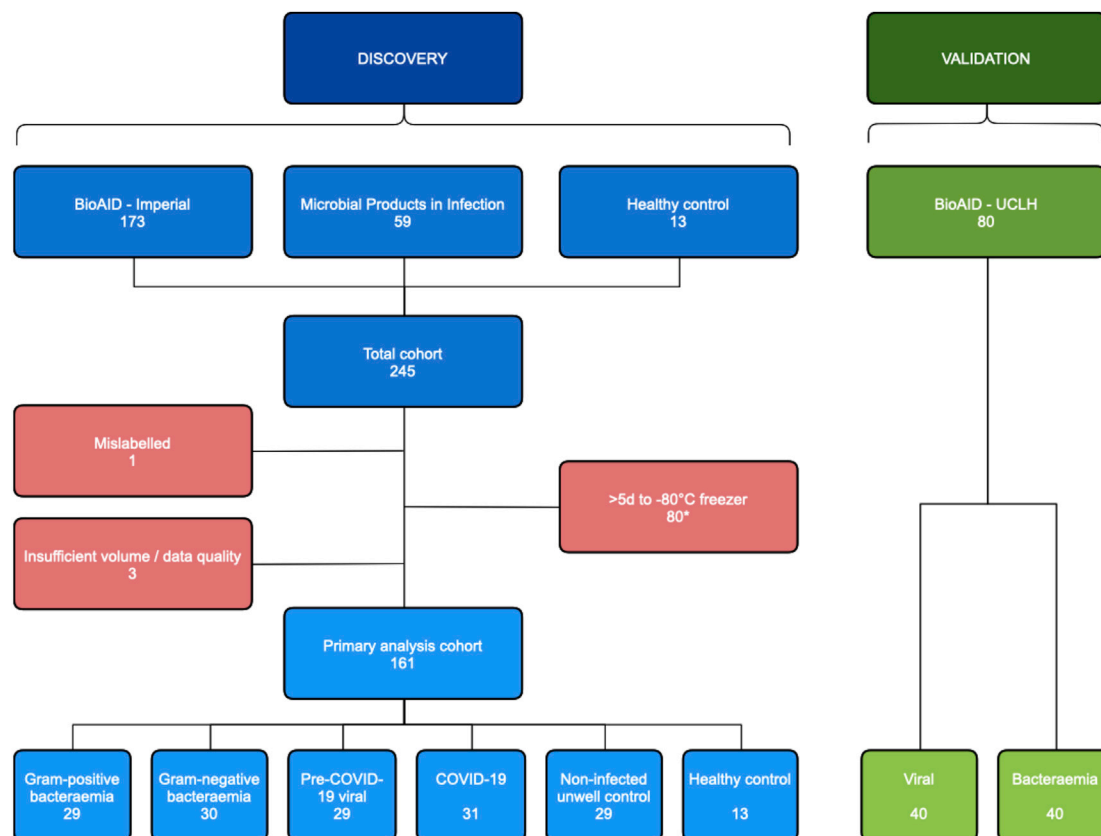 DISCOVERY
VALIDATION
BioAID - Imperial
173
Microbial Products in Infection
59
Healthy control
13
BioAID - UCLH
80
Total cohort
245
Mislabelled
1
>5d to -80°C freezer
80*
Insufficient volume / data quality
3
Primary analysis cohort
161
Gram-positive
bacteraemia
29
Gram-negative
bacteraemia
30
Pre-COVID-
19 viral
29
COVID-19
31
Non-infected
unwell control
29
Healthy control
13
Viral
40
Bacteraemia
40